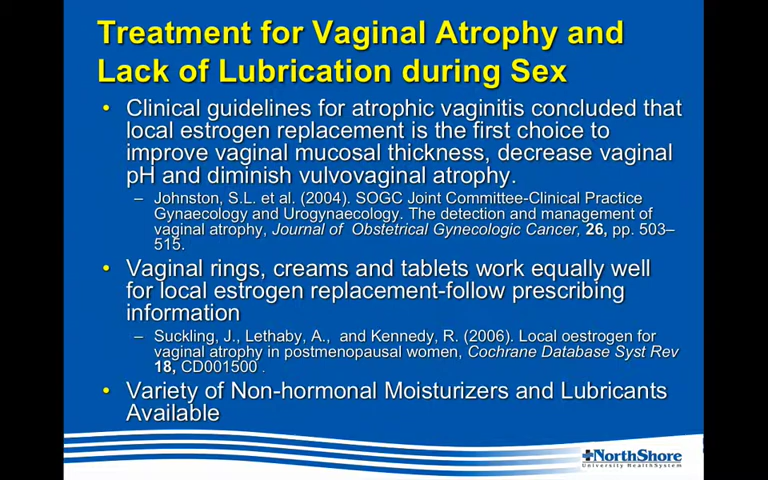 Treatment for Vaginal Atrophy and
Lack of Lubrication during Sex
• Clinical guidelines for atrophic vaginitis concluded that
local estrogen replacement is the first choice to
improve vaginal mucosal thickness, decrease vaginal
pH and diminish vulvovaginal atrophy.
– Johnston, S.L. et al. (2004). SOGC Joint Committee-Clinical Practice
Gynaecology and Urogynaecology. The detection and management of
vaginal atrophy, Journal of Obstetrical Gynecologic Cancer, 26, pp. 503–
515.
• Vaginal rings, creams and tablets work equally well
for local estrogen replacement-follow prescribing
information
– Suckling, J., Lethaby, A., and Kennedy, R. (2006). Local oestrogen for
vaginal atrophy in postmenopausal women, Cochrane Database Syst Rev
18, CD001500 .
• Variety of Non-hormonal Moisturizers and Lubricants
Available
NorthShore
University HealthSystem